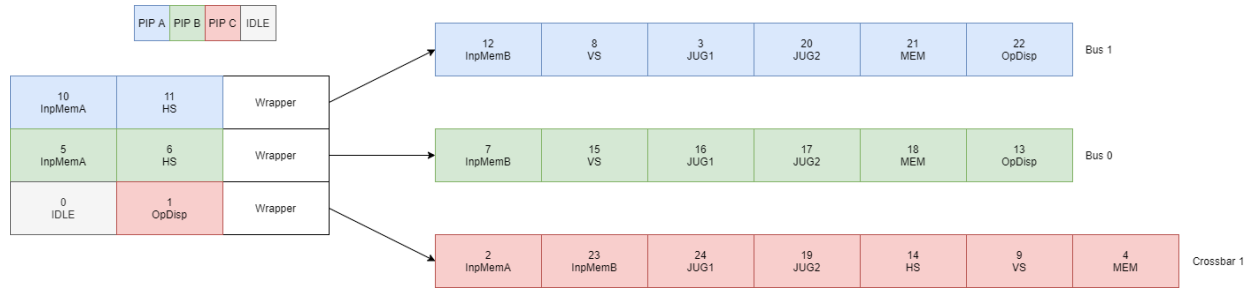 PIP A PIP B PIP C IDLE
12 8 3 20 21 22
InpMemB VS JUG1 JUG2 MEM OpDisp
Bus 1
10 11
InpMemA HS
Wrapper
5 6
InpMemA HS
Wrapper
7 15 16 17 18 13
InpMemB VS JUG1 JUG2 MEM OpDisp
Bus 0
0 1
IDLE OpDisp
Wrapper
2 23 24 19 14 9 4
InpMemA InpMemB JUG1 JUG2 HS VS MEM
Crossbar 1